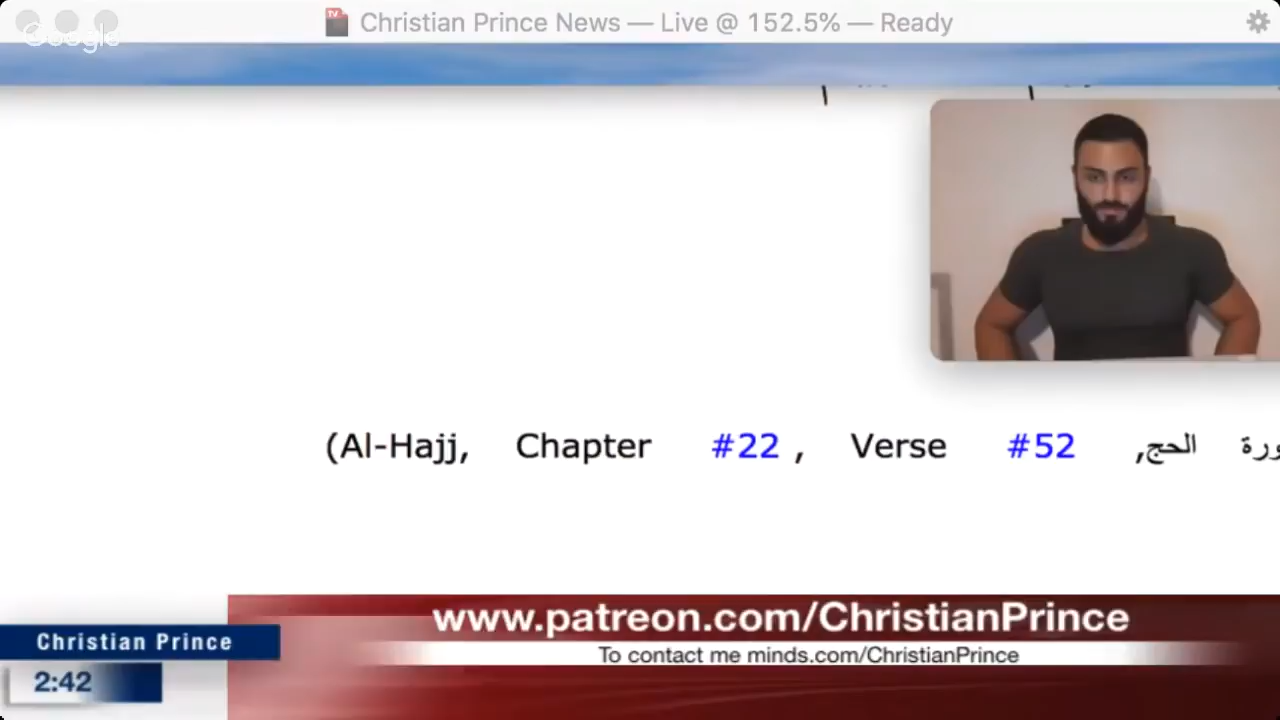 Christian Prince News — Live @ 152.5% — Ready
Google
(Al-Hajj, Chapter #22 , Verse #52 الحج,
www.patreon.com/ChristianPrince
To contact me minds.com/ChristianPrince
Christian Prince
2:42